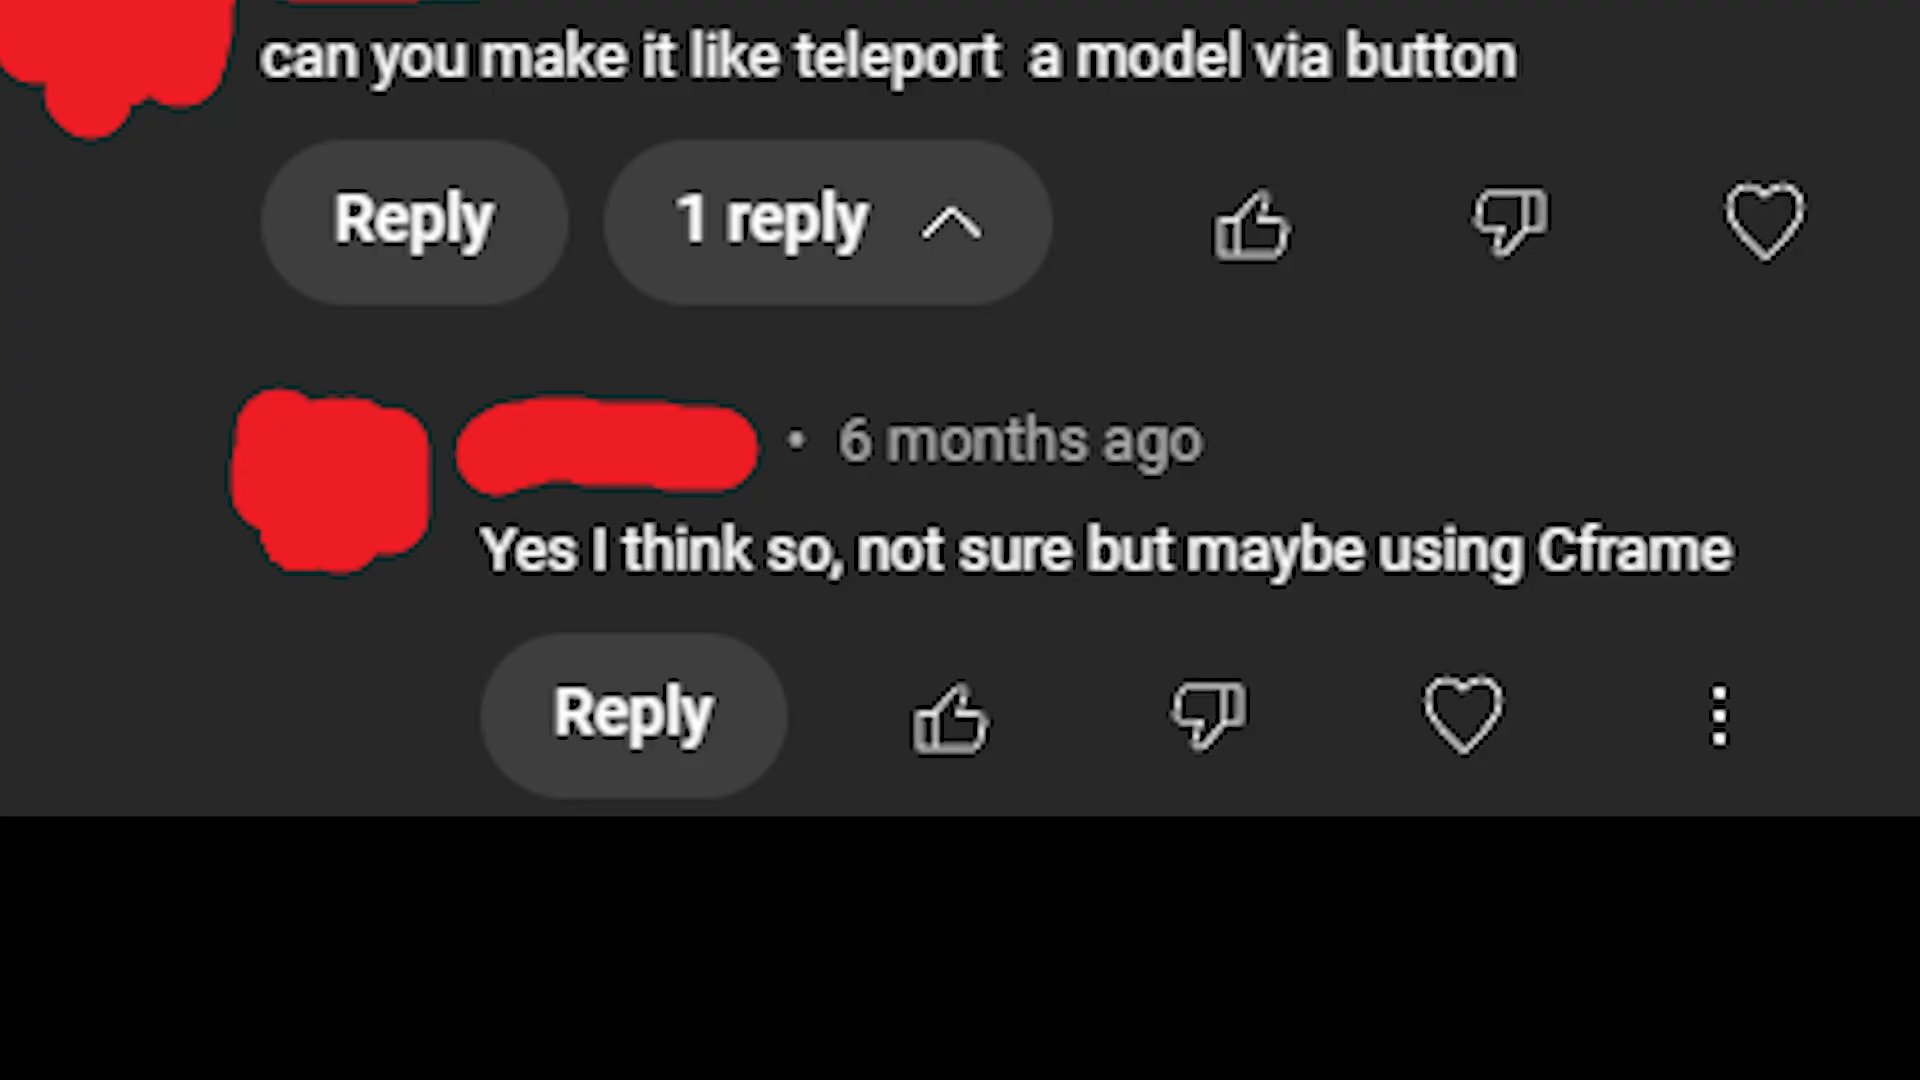 can you make it like teleport  a model via button
Reply
1 reply
• 6 months ago
Yes I think so, not sure but maybe using Cframe
Reply